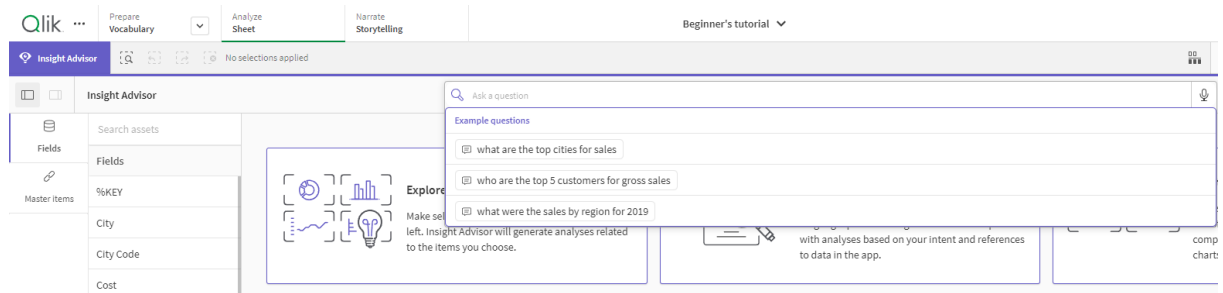 Qlik
Prepare
Vocabulary
Analyze
Sheet
Narrate
Storytelling
Beginner's tutorial
Insight Advisor
No selections applied
Insight Advisor
Ask a question
Example questions
what are the top cities for sales
who are the top 5 customers for gross sales
what were the sales by region for 2019
Fields
Master items
Search assets
Fields
%KEY
City
City Code
Cost
Explore
Make sel
left. Insight Advisor will generate analyses related
to the items you choose.
with analyses based on your intent and references
to data in the app.
comp
charts